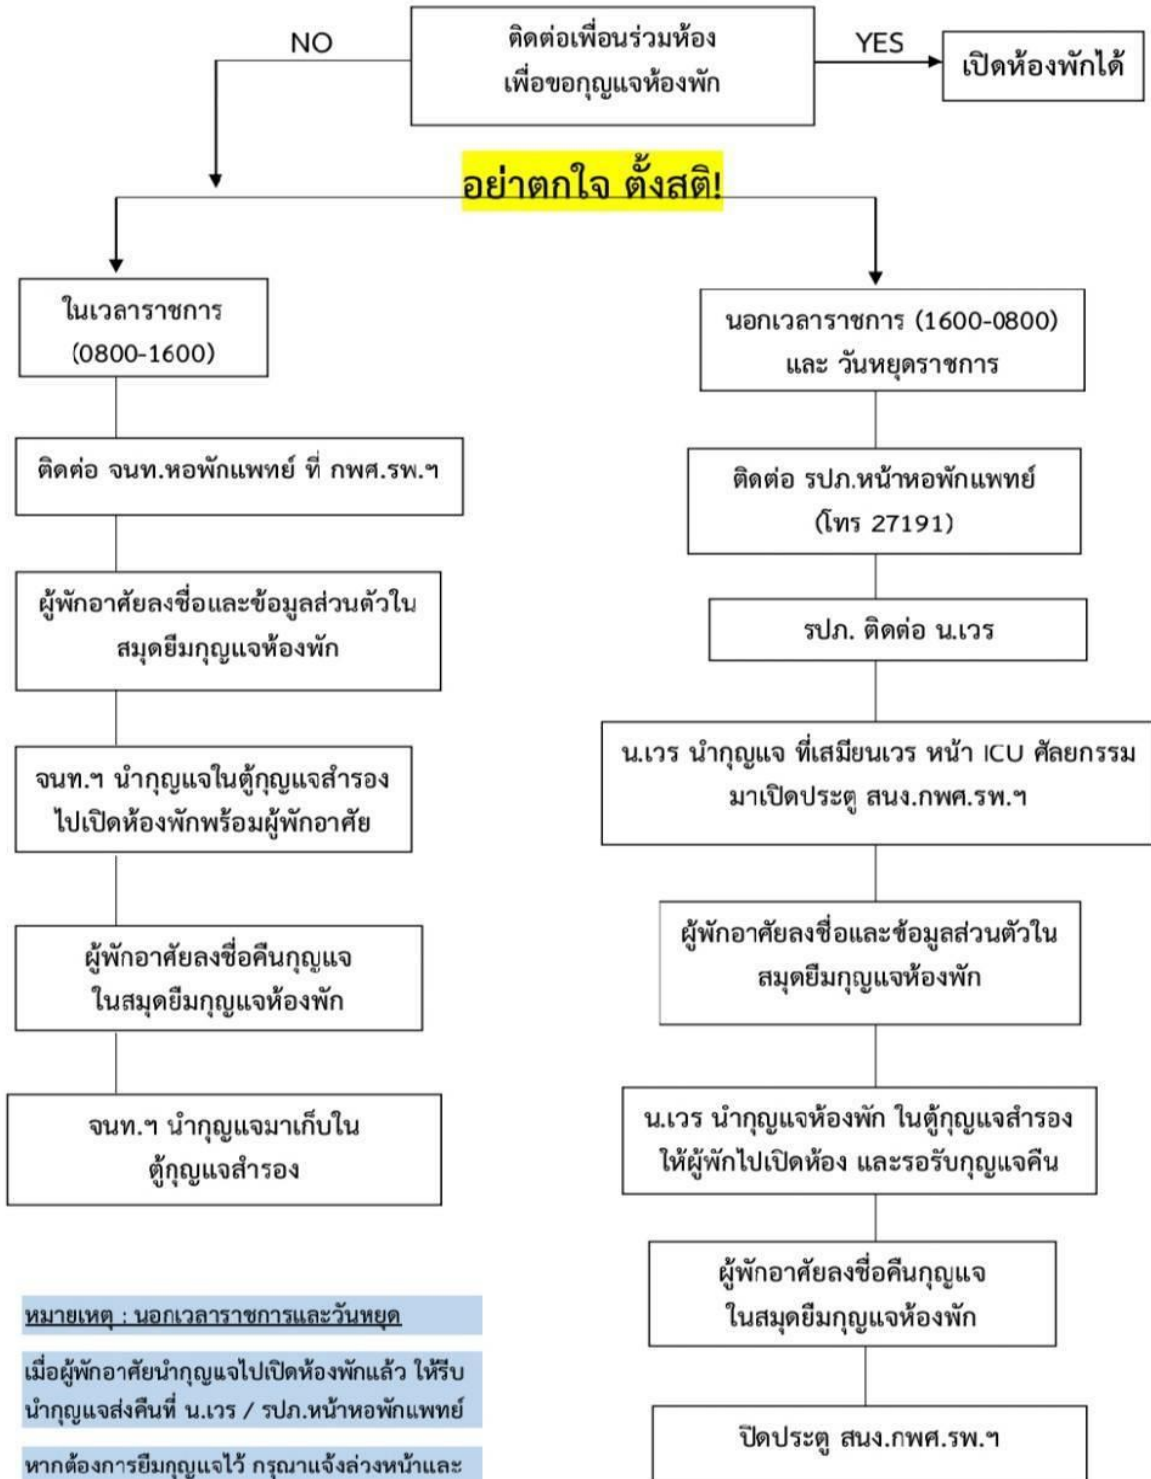 ติดต่อเพื่อนร่วมห้อง
เพื่อขอกุญแจห้องพัก
NO
YES
เปิดห้องพักได้
อย่าตกใจ ตั้งสติ!
ในเวลาราชการ
(0800-1600)
ติดต่อ จนท.หอพักแพทย์ ที่ กพศ.รพ.ฯ
ผู้พักอาศัยลงชื่อและข้อมูลส่วนตัวใน
สมุดยืมกุญแจห้องพัก
จนท.ฯ นำกุญแจในตู้กุญแจสำรอง
ไปเปิดห้องพักพร้อมผู้พักอาศัย
ผู้พักอาศัยลงชื่อคืนกุญแจ
ในสมุดยืมกุญแจห้องพัก
จนท.ฯ นำกุญแจมาเก็บใน
ตู้กุญแจสำรอง
นอกเวลาราชการ (1600-0800)
และ วันหยุดราชการ
ติดต่อ รปภ.หน้าหอพักแพทย์
(โทร 27191)
รปภ. ติดต่อ น.เวร
น.เวร นำกุญแจ ที่เสมียนเวร หน้า ICU ศัลยกรรม
มาเปิดประตู สนง.กพศ.รพ.ฯ
ผู้พักอาศัยลงชื่อและข้อมูลส่วนตัวใน
สมุดยืมกุญแจห้องพัก
น.เวร นำกุญแจห้องพัก ในตู้กุญแจสำรอง
ให้ผู้พักไปเปิดห้อง และรอรับกุญแจคืน
ผู้พักอาศัยลงชื่อคืนกุญแจ
ในสมุดยืมกุญแจห้องพัก
ปิดประตู สนง.กพศ.รพ.ฯ
หมายเหตุ : นอกเวลาราชการและวันหยุด
เมื่อผู้พักอาศัยนำกุญแจไปเปิดห้องพักแล้ว ให้รีบ
นำกุญแจส่งคืนที่ น.เวร / รปภ.หน้าหอพักแพทย์
หากต้องการยืมกุญแจไว้ กรุณาแจ้งล่วงหน้าและ